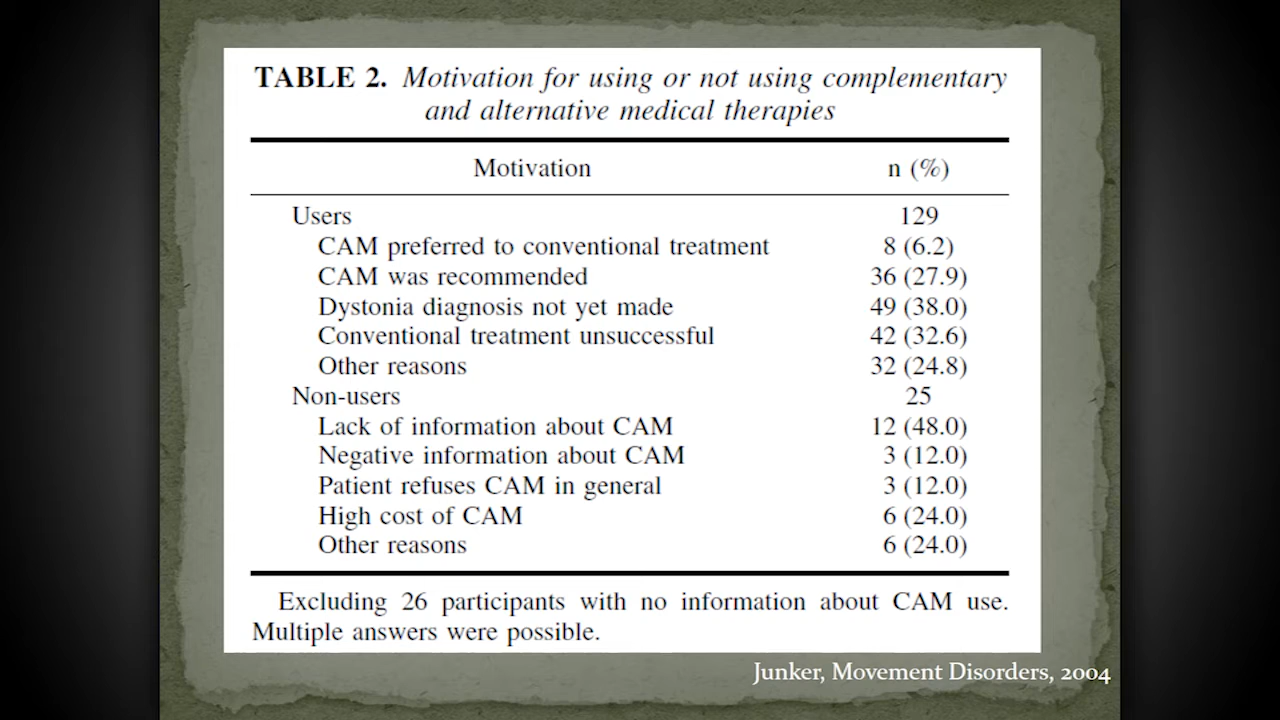 TABLE 2. Motivation for using or not using complementary
and alternative medical therapies
Motivation n (%)
Users 129
CAM preferred to conventional treatment 8 (6.2)
CAM was recommended 36 (27.9)
Dystonia diagnosis not yet made 49 (38.0)
Conventional treatment unsuccessful 42 (32.6)
Other reasons 32 (24.8)
Non-users 25
Lack of information about CAM 12 (48.0)
Negative information about CAM 3 (12.0)
Patient refuses CAM in general 3 (12.0)
High cost of CAM 6 (24.0)
Other reasons 6 (24.0)
Excluding 26 participants with no information about CAM use.
Multiple answers were possible.
Junker, Movement Disorders, 2004